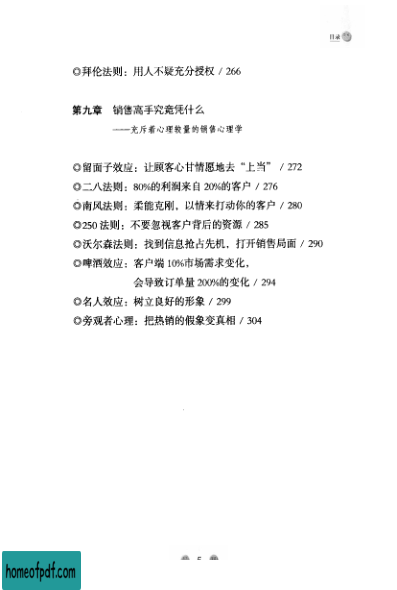 目录
◎拜伦法则：用人不疑充分授权 / 266
第九章 销售高手究竟凭什么
——充斥着心理较量的销售心理学
◎留面子效应：让顾客心甘情愿地去“上当” / 272
◎二八法则：80%的利润来自 20%的客户 / 276
◎南风法则：柔能克刚，以情来打动你的客户 / 280
◎250 法则：不要忽视客户背后的资源 / 285
◎沃尔森法则：找到信息抢占先机，打开销售局面 / 290
◎啤酒效应：客户端 10%市场需求变化，
会导致订单量 200%的变化 / 294
◎名人效应：树立良好的形象 / 299
◎旁观者心理：把热销的假象变真相 / 304
5
homeofpdf.com